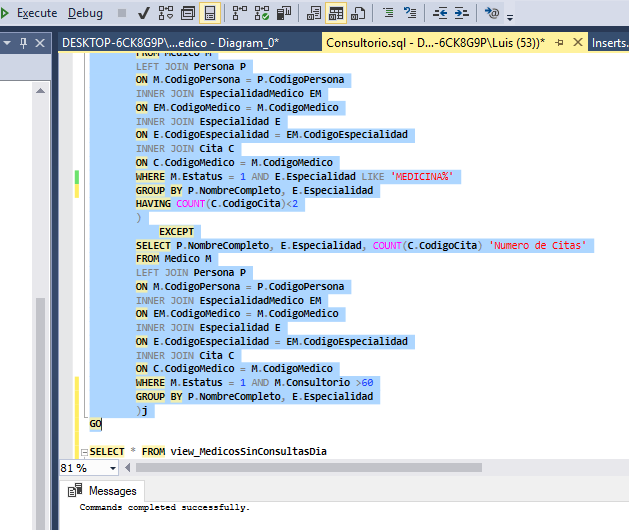 Execute Debug
DESKTOP-6CK8G9P\...edico - Diagram_0* Consultorio.sql - D...-6CK8G9P\Luis (53))* Inserts.
FROM Medico M
LEFT JOIN Persona P
ON M.CodigoPersona = P.CodigoPersona
INNER JOIN EspecialidadMedico EM
ON EM.CodigoMedico = M.CodigoMedico
INNER JOIN Especialidad E
ON E.CodigoEspecialidad = EM.CodigoEspecialidad
INNER JOIN Cita C
ON C.CodigoMedico = M.CodigoMedico
WHERE M.Estatus = 1 AND E.Especialidad LIKE 'MEDICINA%'
GROUP BY P.NombreCompleto, E.Especialidad
HAVING COUNT(C.CodigoCita)<2
)
EXCEPT
SELECT P.NombreCompleto, E.Especialidad, COUNT(C.CodigoCita) 'Numero de Citas'
FROM Medico M
LEFT JOIN Persona P
ON M.CodigoPersona = P.CodigoPersona
INNER JOIN EspecialidadMedico EM
ON EM.CodigoMedico = M.CodigoMedico
INNER JOIN Especialidad E
ON E.CodigoEspecialidad = EM.CodigoEspecialidad
INNER JOIN Cita C
ON C.CodigoMedico = M.CodigoMedico
WHERE M.Estatus = 1 AND M.Consultorio >60
GROUP BY P.NombreCompleto, E.Especialidad
)j
GO
SELECT * FROM view_MedicosSinConsultasDia
81 %
Messages
Commands completed successfully.